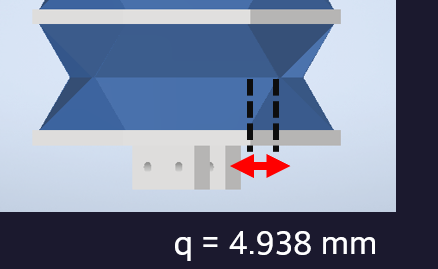 q = 4.938 mm